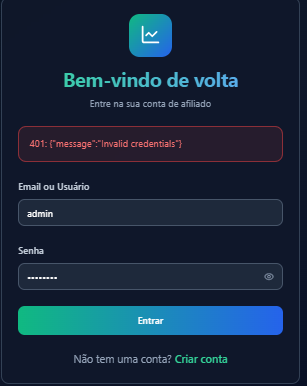 Bem-vindo de volta
Entre na sua conta de afiliado
401: {"message":"Invalid credentials"}
Email ou Usuário
admin
Senha
••••••••
Entrar
Não tem uma conta? Criar conta